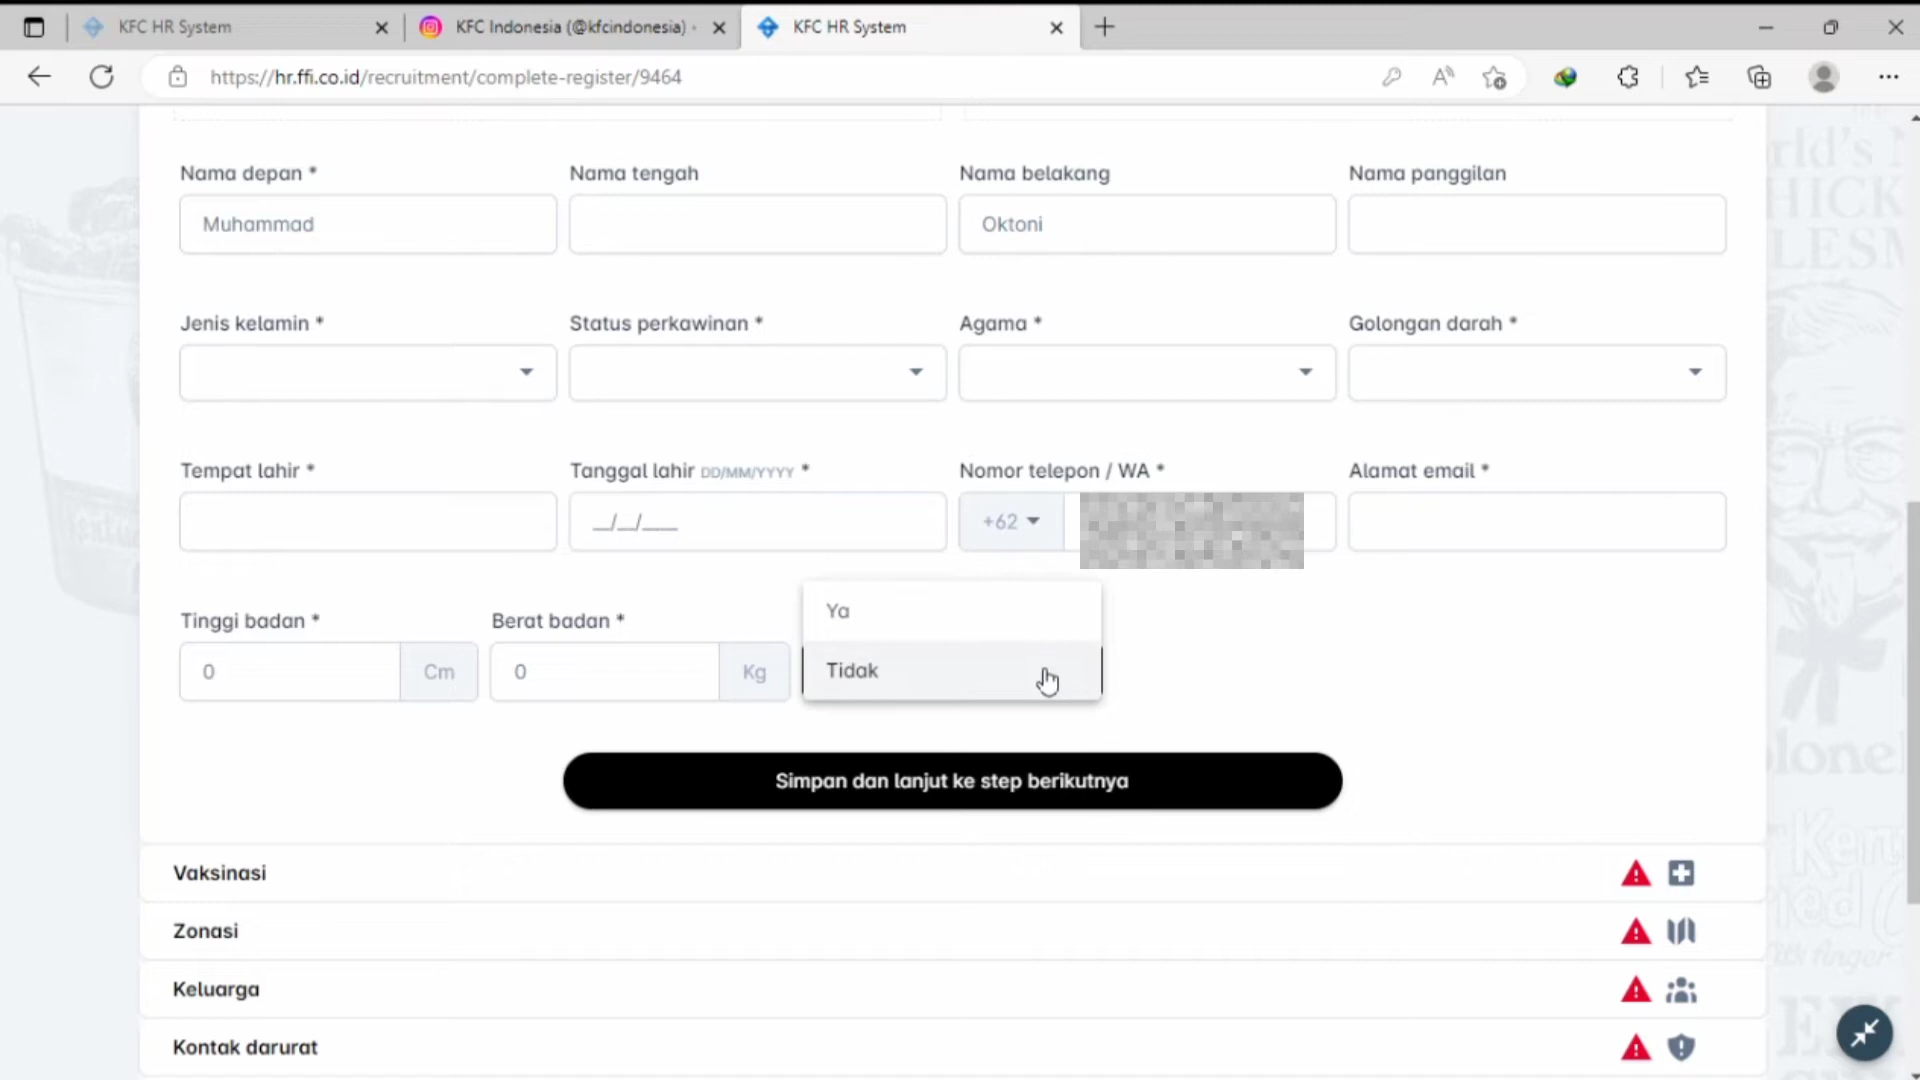 KFC HR System
KFC Indonesia (@kfcindonesia)
KFC HR System
https://hr.ffi.co.id/recruitment/complete-register/9464
Nama depan *
Nama tengah
Nama belakang
Nama panggilan
Muhammad
Oktoni
Jenis kelamin *
Status perkawinan *
Agama *
Golongan darah *
Tempat lahir *
Tanggal lahir DD/MM/YYYY *
Nomor telepon / WA *
Alamat email *
__/__/____
+62
Tinggi badan *
Berat badan *
Ya
0
Cm
0
Kg
Tidak
Simpan dan lanjut ke step berikutnya
Vaksinasi
Zonasi
Keluarga
Kontak darurat